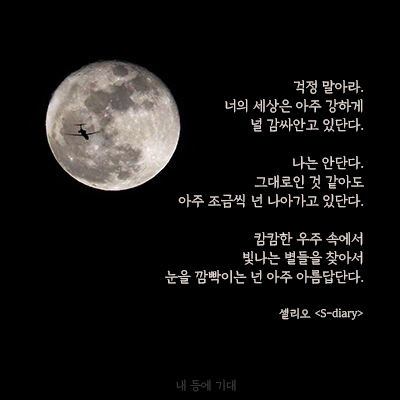 걱정 말아라.
너의 세상은 아주 강하게
널 감싸안고 있단다.
나는 안단다.
그대로인 것 같아도
아주 조금씩 넌 나아가고 있단다.
캄캄한 우주 속에서
빛나는 별들을 찾아서
눈을 깜빡이는 넌 아주 아름답단다.
셀리오 <S-diary>
내 등에 기대